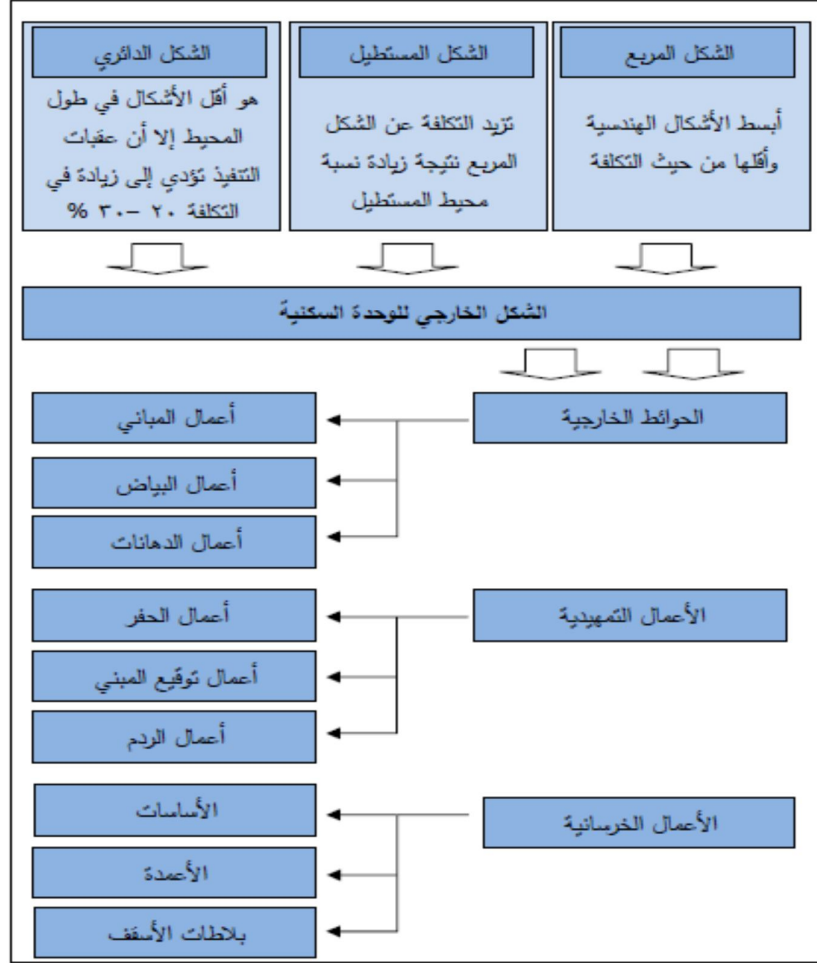 الشكل المربع
أبسط الأشكال الهندسية
وأقلها من حيث التكلفة
الشكل المستطيل
تزيد التكلفة عن الشكل
المربع نتيجة زيادة نسبة
محيط المستطيل
الشكل الدائري
هو أقل الأشكال في طول
المحيط إلا أن عقبات
التنفيذ تؤدي إلى زيادة في
التكلفة ٢٠ –٣٠ %
الشكل الخارجي للوحدة السكنية
الحوائط الخارجية
أعمال المباني
أعمال البياض
أعمال الدهانات
الأعمال التمهيدية
أعمال الحفر
أعمال توقيع المبني
أعمال الردم
الأعمال الخرسانية
الأساسات
الأعمدة
بلاطات الأسقف